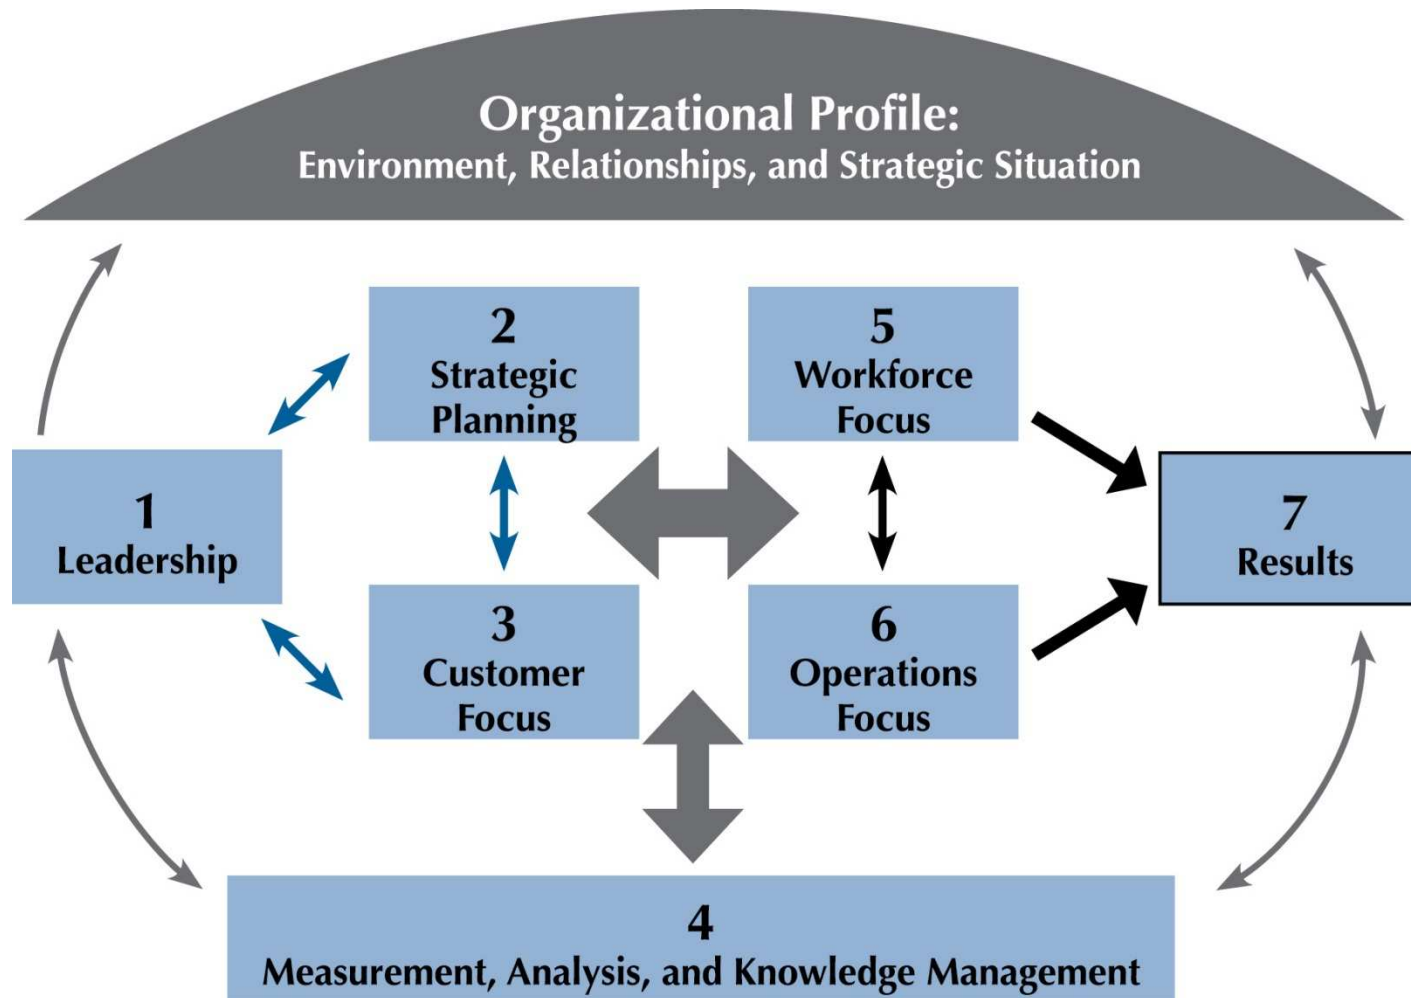 Organizational Profile:
Environment, Relationships, and Strategic Situation
1
Leadership
2
Strategic
Planning
3
Customer
Focus
5
Workforce
Focus
6
Operations
Focus
7
Results
4
Measurement, Analysis, and Knowledge Management